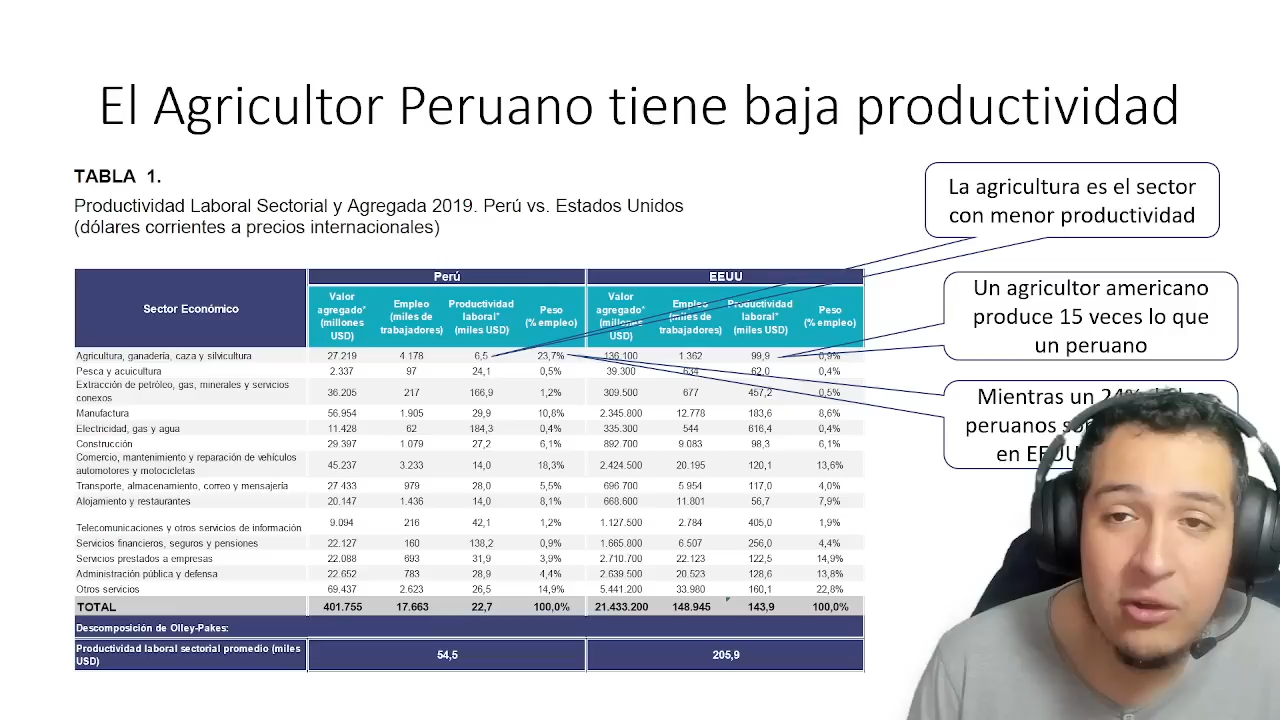 El Agricultor Peruano tiene baja productividad
TABLA 1.
Productividad Laboral Sectorial y Agregada 2019. Perú vs. Estados Unidos
(dólares corrientes a precios internacionales)
La agricultura es el sector
con menor productividad
Un agricultor americano
produce 15 veces lo que
un peruano
Mientras un 24%
peruanos
en EEUU
Perú EEUU
Sector Económico
Valor agregado* (millones USD) Empleo (miles de trabajadores) Productividad laboral* (miles USD) Peso (% empleo) Valor agregado* (millones USD) Empleo (miles de trabajadores) Productividad laboral* (miles USD) Peso (% empleo)
Agricultura, ganadería, caza y silvicultura 27.219 4.178 6,5 23,7% 136.100 1.362 99,9 0,9%
Pesca y acuicultura 2.337 97 24,1 0,5% 39.300 634 62,0 0,4%
Extracción de petróleo, gas, minerales y servicios
conexos 36.205 217 166,9 1,2% 309.500 677 457,2 0,5%
Manufactura 56.954 1.905 29,9 10,8% 2.345.800 12.778 183,6 8,6%
Electricidad, gas y agua 11.428 62 184,3 0,4% 335.300 544 616,4 0,4%
Construcción 29.397 1.079 27,2 6,1% 892.700 9.083 98,3 6,1%
Comercio, mantenimiento y reparación de vehículos
automotores y motocicletas 45.237 3.233 14,0 18,3% 2.424.500 20.195 120,1 13,6%
Transporte, almacenamiento, correo y mensajería 27.433 979 28,0 5,5% 696.700 5.954 117,0 4,0%
Alojamiento y restaurantes 20.147 1.436 14,0 8,1% 668.600 11.801 56,7 7,9%
Telecomunicaciones y otros servicios de información 9.094 216 42,1 1,2% 1.127.500 2.784 405,0 1,9%
Servicios financieros, seguros y pensiones 22.127 160 138,2 0,9% 1.665.800 6.507 256,0 4,4%
Servicios prestados a empresas 22.088 693 31,9 3,9% 2.710.700 22.123 122,5 14,9%
Administración pública y defensa 22.652 783 28,9 4,4% 2.639.500 20.523 128,6 13,8%
Otros servicios 69.437 2.623 26,5 14,9% 5.441.200 33.980 160,1 22,8%
TOTAL 401.755 17.663 22,7 100,0% 21.433.200 148.945 143,9 100,0%
Descomposición de Olley-Pakes:
Productividad laboral sectorial promedio (miles
USD) 54,5 205,9